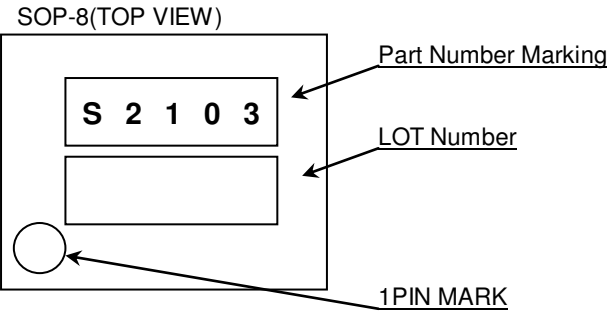 SOP-8(TOP VIEW)
Part Number Marking
S 2 1 0 3
LOT Number
1PIN MARK